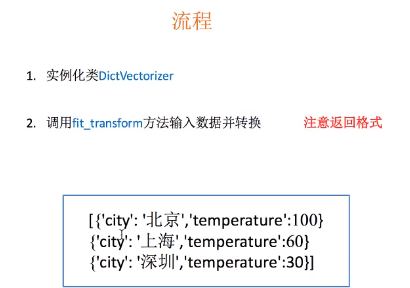 流程
1. 实例化类DictVectorizer
2. 调用fit_transform方法输入数据并转换 注意返回格式
[{'city': '北京','temperature':100}
{'city': '上海','temperature':60}
{'city': '深圳','temperature':30}]